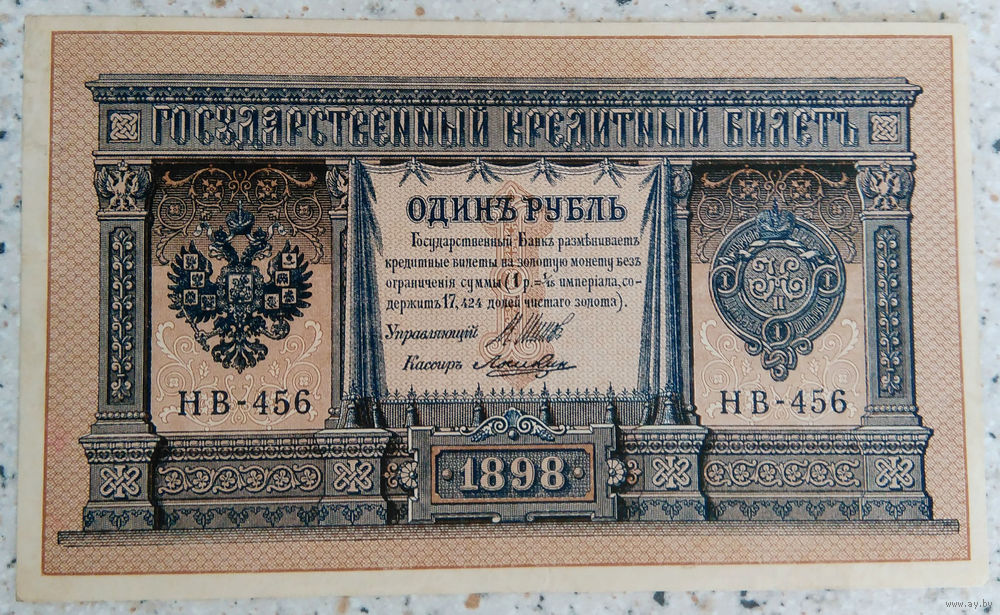 ГОСУДАРСТВЕННЫЙ КРЕДИТНЫЙ БИЛЕТЪ
ОДИНЪ РУБЛЬ
Государственный Банкъ размѣниваетъ
кредитные билеты на золотую монету безъ
ограниченія суммы (1 р.=1/15 имперіала, со-
держитъ 17,424 долей чистаго золота).
Управляющій
Кассиръ
НВ-456
НВ-456
1898
www.ay.by